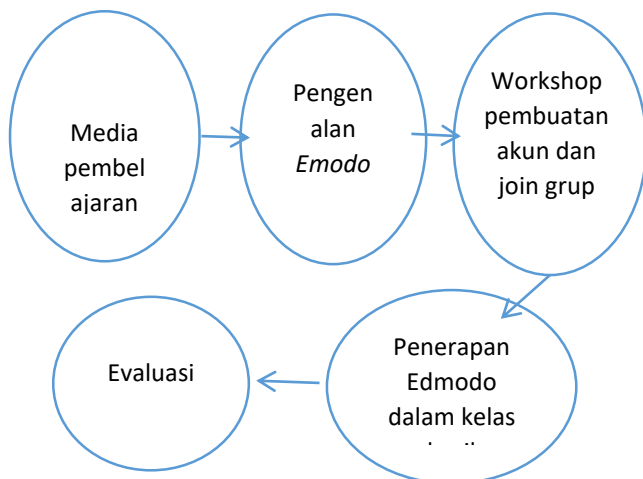 Media
pembel
ajaran
Pengen
alan
Emodo
Workshop
pembuatan
akun dan
join grup
Penerapan
Edmodo
dalam kelas
Evaluasi